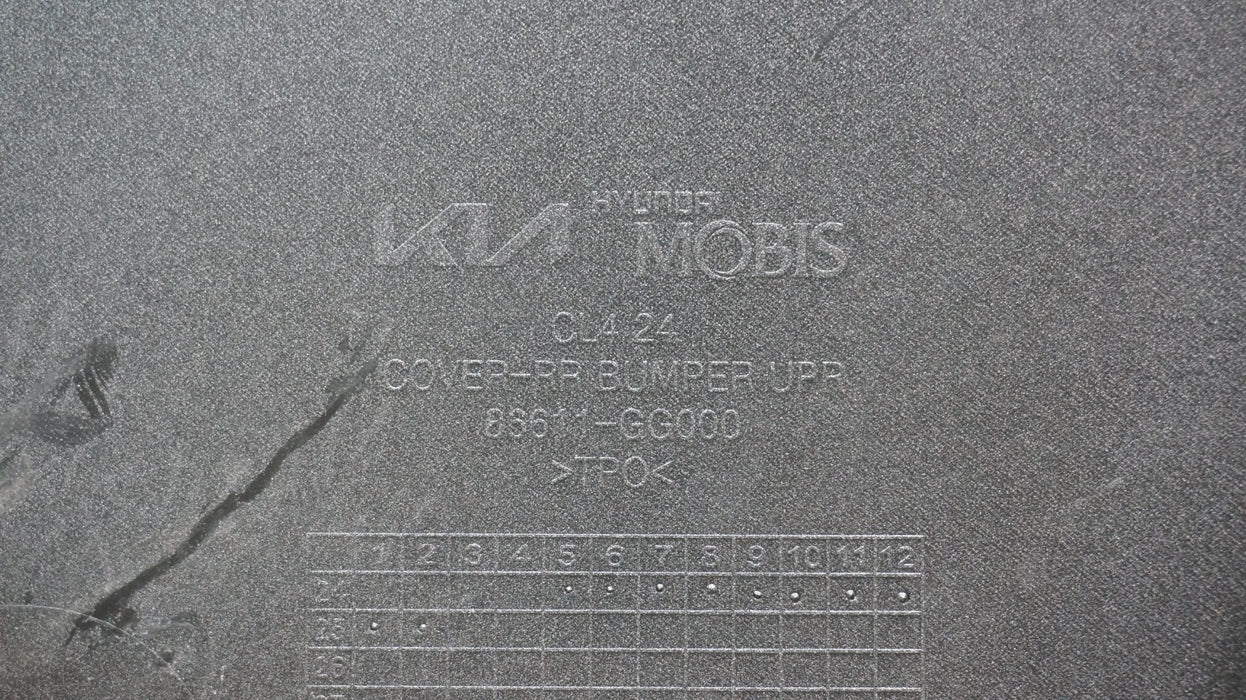 KIA HYUNDAI
MOBIS
CL4 24
COVER-RR BUMPER UPR
86611-GG000
>TPO<
1 2 3 4 5 6 7 8 9 10 11 12
24
25
26
27